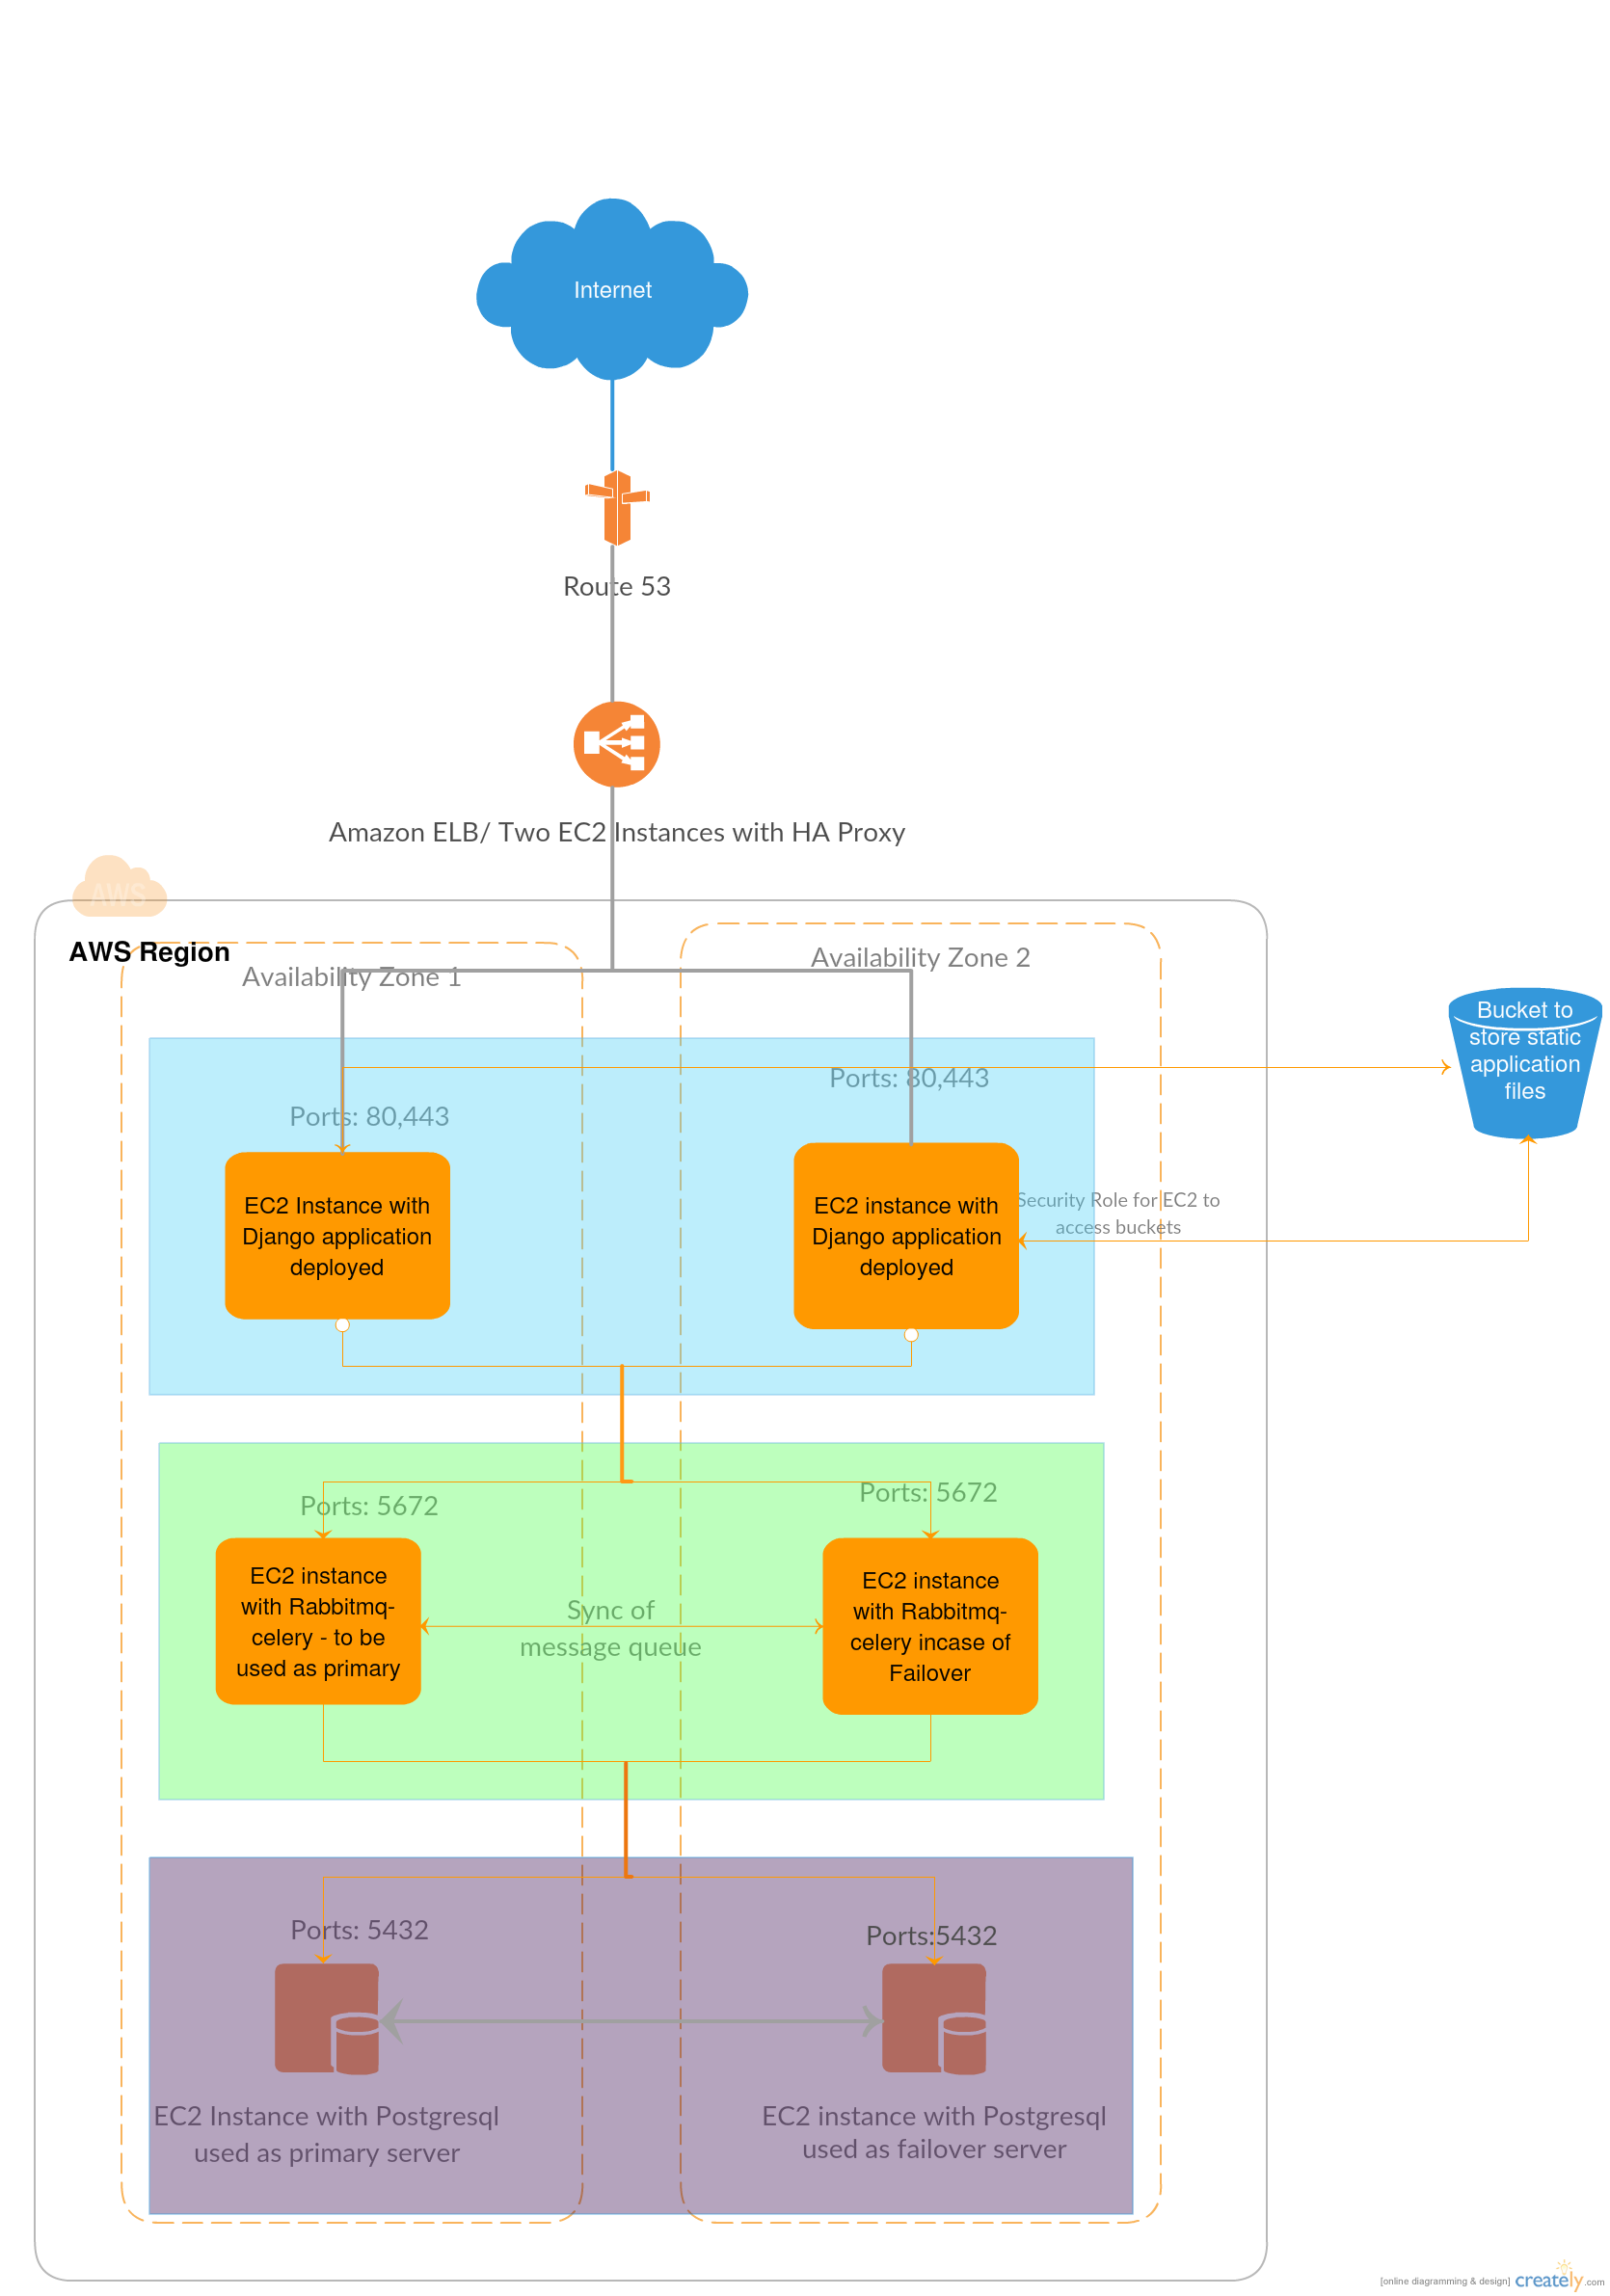 Internet
Route 53
Amazon ELB/ Two EC2 Instances with HA Proxy
AWS
AWS Region
Availability Zone 1
Availability Zone 2
Bucket to
store static
application
files
Ports: 80,443
Ports: 80,443
EC2 Instance with
Django application
deployed
EC2 instance with
Django application
deployed
Security Role for EC2 to
access buckets
Ports: 5672
Ports: 5672
EC2 instance
with Rabbitmq-
celery - to be
used as primary
Sync of
message queue
EC2 instance
with Rabbitmq-
celery incase of
Failover
Ports: 5432
Ports:5432
EC2 Instance with Postgresql
used as primary server
EC2 instance with Postgresql
used as failover server
[online diagramming & design] creately.com